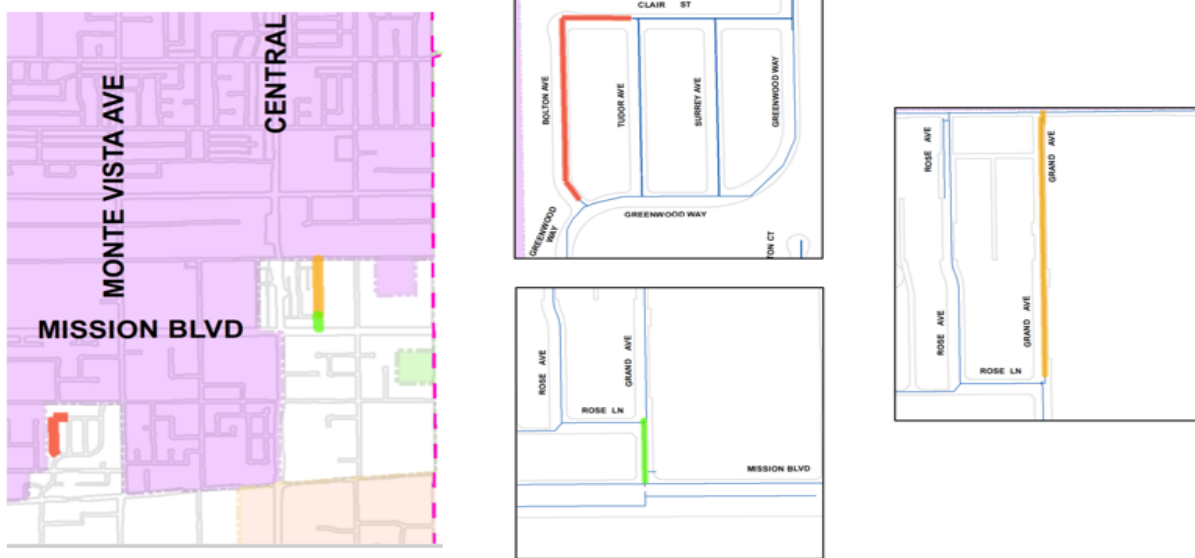 MONTE VISTA AVE
CENTRAL
MISSION BLVD
CLAIR ST
BOLTON AVE
TUDOR AVE
SURREY AVE
GREENWOOD WAY
GREENWOOD WAY
GREENWOOD
WAY
TON CT
ROSE AVE
GRAND AVE
ROSE LN
MISSION BLVD
ROSE AVE
GRAND AVE
ROSE AVE
GRAND AVE
ROSE LN